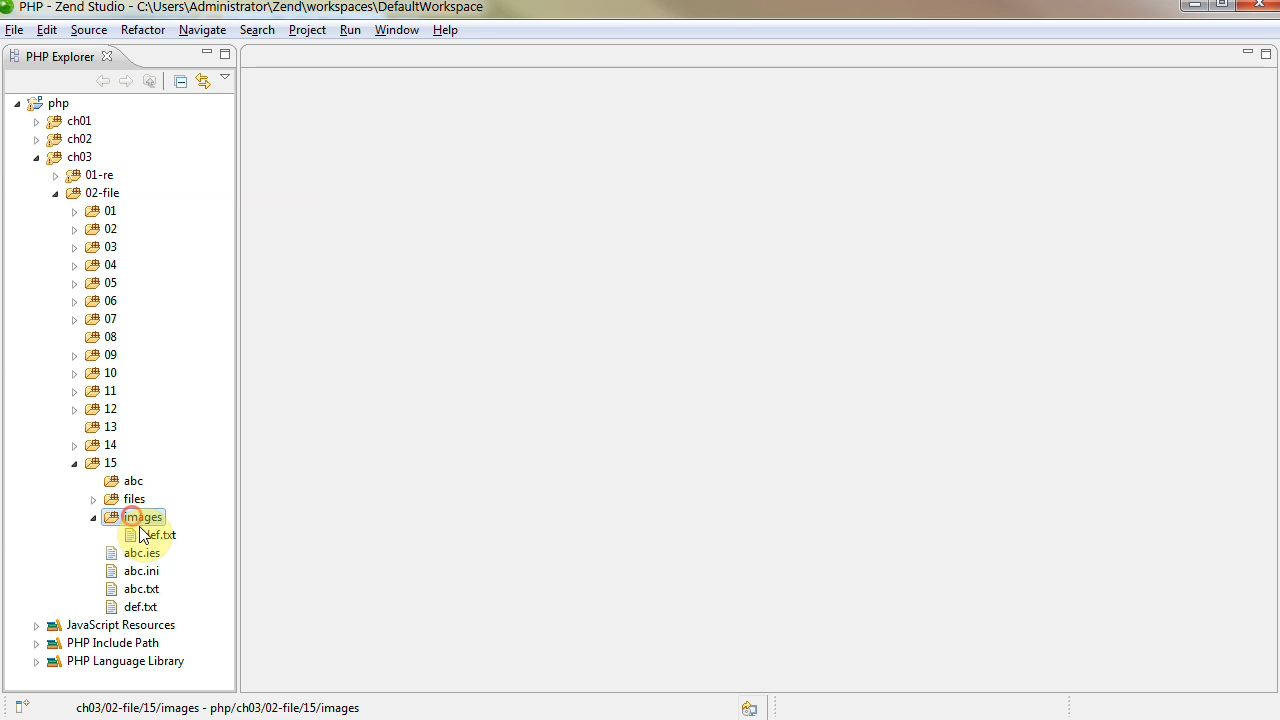 PHP - Zend Studio - C:\Users\Administrator\Zend\workspaces\DefaultWorkspace
File Edit Source Refactor Navigate Search Project Run Window Help
PHP Explorer
php
ch01
ch02
ch03
01-re
02-file
01
02
03
04
05
06
07
08
09
10
11
12
13
14
15
abc
files
images
def.txt
abc.ies
abc.ini
abc.txt
def.txt
JavaScript Resources
PHP Include Path
PHP Language Library
ch03/02-file/15/images - php/ch03/02-file/15/images